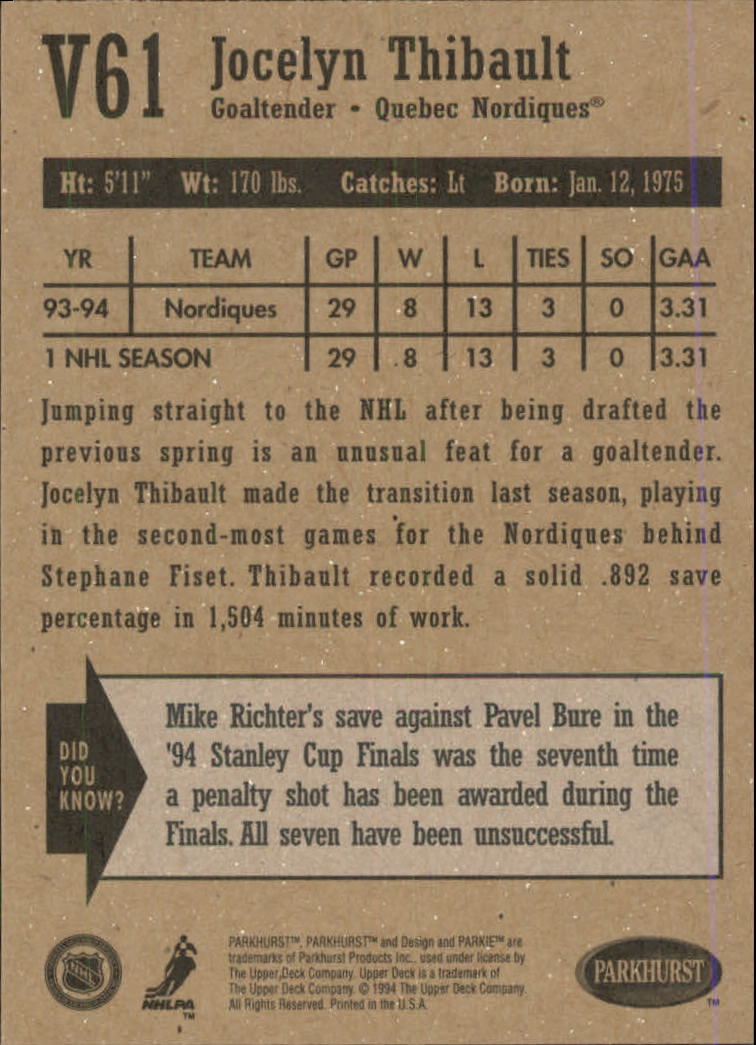 V61 Jocelyn Thibault
Goaltender • Quebec Nordiques®
Ht: 5'11" Wt: 170 lbs. Catches: Lt Born: Jan. 12, 1975
YR TEAM GP W L TIES SO GAA
93-94 Nordiques 29 8 13 3 0 3.31
1 NHL SEASON 29 8 13 3 0 3.31
Jumping straight to the NHL after being drafted the
previous spring is an unusual feat for a goaltender.
Jocelyn Thibault made the transition last season, playing
in the second-most games for the Nordiques behind
Stephane Fiset. Thibault recorded a solid .892 save
percentage in 1,504 minutes of work.
DID
YOU
KNOW?
Mike Richter's save against Pavel Bure in the
'94 Stanley Cup Finals was the seventh time
a penalty shot has been awarded during the
Finals. All seven have been unsuccessful.
NHL
NHLPA
TM
PARKHURST™, PARKHURST™ and Design and PARKIE™ are
trademarks of Parkhurst Products Inc., used under license by
The Upper Deck Company. Upper Deck is a trademark of
The Upper Deck Company. © 1994 The Upper Deck Company.
All Rights Reserved. Printed in the U.S.A.
PARKHURST
TM